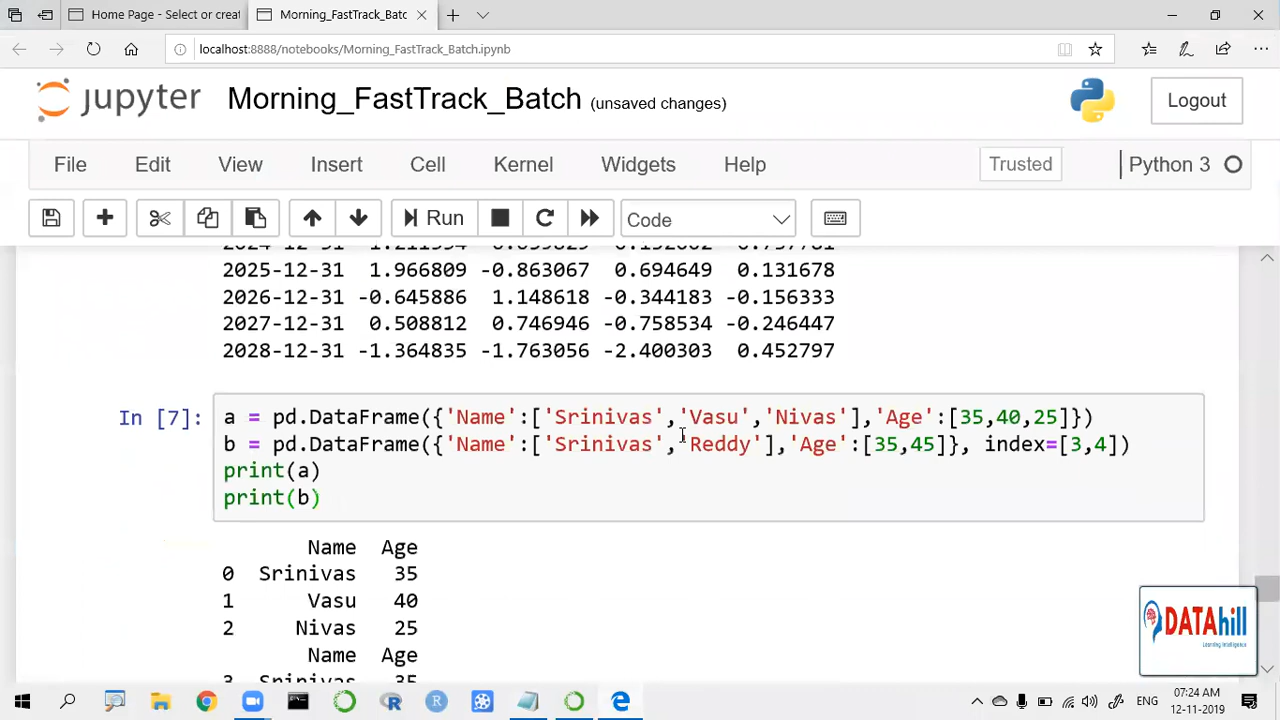 Home Page - Select or creat
Morning_FastTrack_Batc
localhost:8888/notebooks/Morning_FastTrack_Batch.ipynb
jupyter Morning_FastTrack_Batch (unsaved changes)
Logout
File Edit View Insert Cell Kernel Widgets Help
Trusted
Python 3
Run
Code
2025-12-31 1.966809 -0.863067 0.694649 0.131678
2026-12-31 -0.645886 1.148618 -0.344183 -0.156333
2027-12-31 0.508812 0.746946 -0.758534 -0.246447
2028-12-31 -1.364835 -1.763056 -2.400303 0.452797
In [7]: a = pd.DataFrame({'Name':['Srinivas','Vasu','Nivas'],'Age':[35,40,25]})
b = pd.DataFrame({'Name':['Srinivas','Reddy'],'Age':[35,45]}, index=[3,4])
print(a)
print(b)
Name Age
0 Srinivas 35
1 Vasu 40
2 Nivas 25
Name Age
3 Srinivas 35
DATAhill
Learning Intelligence
ENG
07:24 AM
12-11-2019